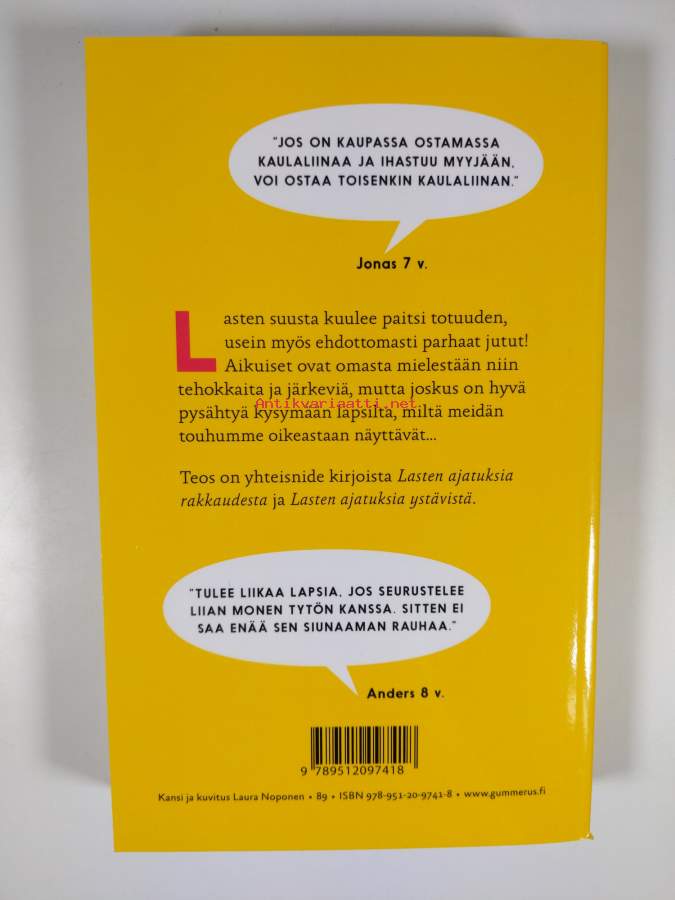 "JOS ON KAUPASSA OSTAMASSA
KAULALIINAA JA IHASTUU MYYJÄÄN,
VOI OSTAA TOISENKIN KAULALIINAN."
Jonas 7 v.
Lasten suusta kuulee paitsi totuuden,
usein myös ehdottomasti parhaat jutut!
Aikuiset ovat omasta mielestään niin
tehokkaita ja järkeviä, mutta joskus on hyvä
Antikvariaatti.net
pysähtyä kysymään lapsilta, miltä meidän
touhumme oikeastaan näyttävät...
Teos on yhteisnide kirjoista Lasten ajatuksia
rakkaudesta ja Lasten ajatuksia ystävistä.
"TULEE LIIKAA LAPSIA, JOS SEURUSTELEE
LIIAN MONEN TYTÖN KANSSA. SITTEN EI
SAA ENÄÄ SEN SIUNAAMAN RAUHAA."
Anders 8 v.
9 789512 097418
Kansi ja kuvitus Laura Noponen • 89 • ISBN 978-951-20-9741-8 • www.gummerus.fi